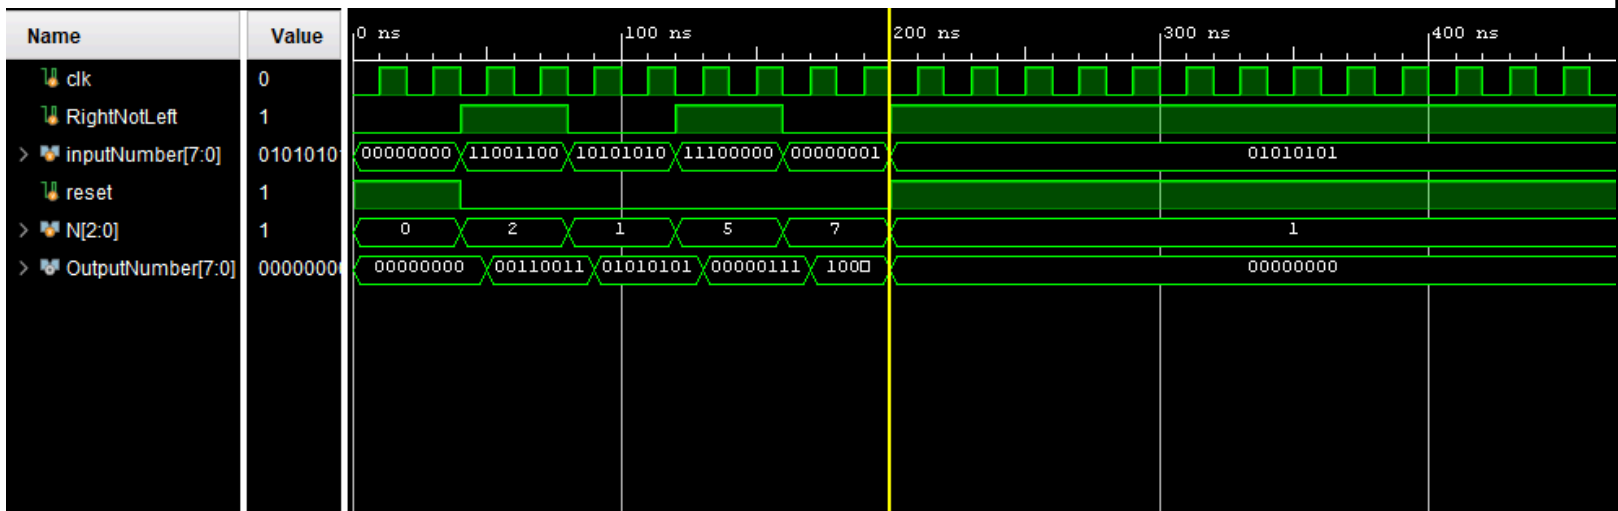 Name Value 0 ns 100 ns 200 ns 300 ns 400 ns
clk 0
RightNotLeft 1
inputNumber[7:0] 0101010 00000000 11001100 10101010 11100000 00000001 01010101
reset 1
N[2:0] 1 0 2 1 5 7 1
OutputNumber[7:0] 0000000 00000000 00110011 01010101 00000111 100 00000000